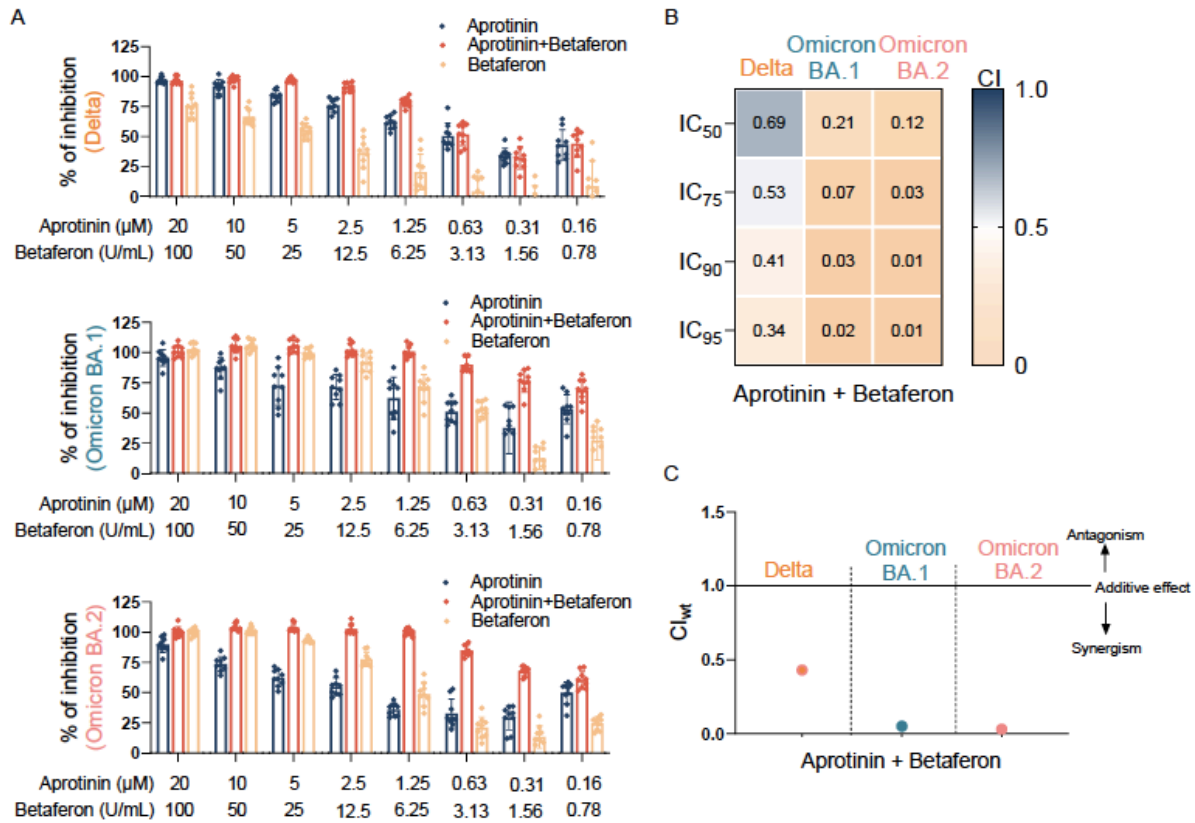 A
Aprotinin
Aprotinin+Betaferon
Betaferon
125
100
75
50
25
0
% of inhibition
(Delta)
Aprotinin (µM) 20 10 5 2.5 1.25 0.63 0.31 0.16
Betaferon (U/mL) 100 50 25 12.5 6.25 3.13 1.56 0.78
Aprotinin
Aprotinin+Betaferon
Betaferon
125
100
75
50
25
0
% of inhibition
(Omicron BA.1)
Aprotinin (µM) 20 10 5 2.5 1.25 0.63 0.31 0.16
Betaferon (U/mL) 100 50 25 12.5 6.25 3.13 1.56 0.78
Aprotinin
Aprotinin+Betaferon
Betaferon
125
100
75
50
25
0
% of inhibition
(Omicron BA.2)
Aprotinin (µM) 20 10 5 2.5 1.25 0.63 0.31 0.16
Betaferon (U/mL) 100 50 25 12.5 6.25 3.13 1.56 0.78
B
Omicron Omicron
Delta BA.1 BA.2
CI
1.0
0.5
0
IC50 0.69 0.21 0.12
IC75 0.53 0.07 0.03
IC90 0.41 0.03 0.01
IC95 0.34 0.02 0.01
Aprotinin + Betaferon
C
1.5
1.0
0.5
0.0
CIwt
Delta
Omicron
BA.1
Omicron
BA.2
Antagonism
Additive effect
Synergism
Aprotinin + Betaferon